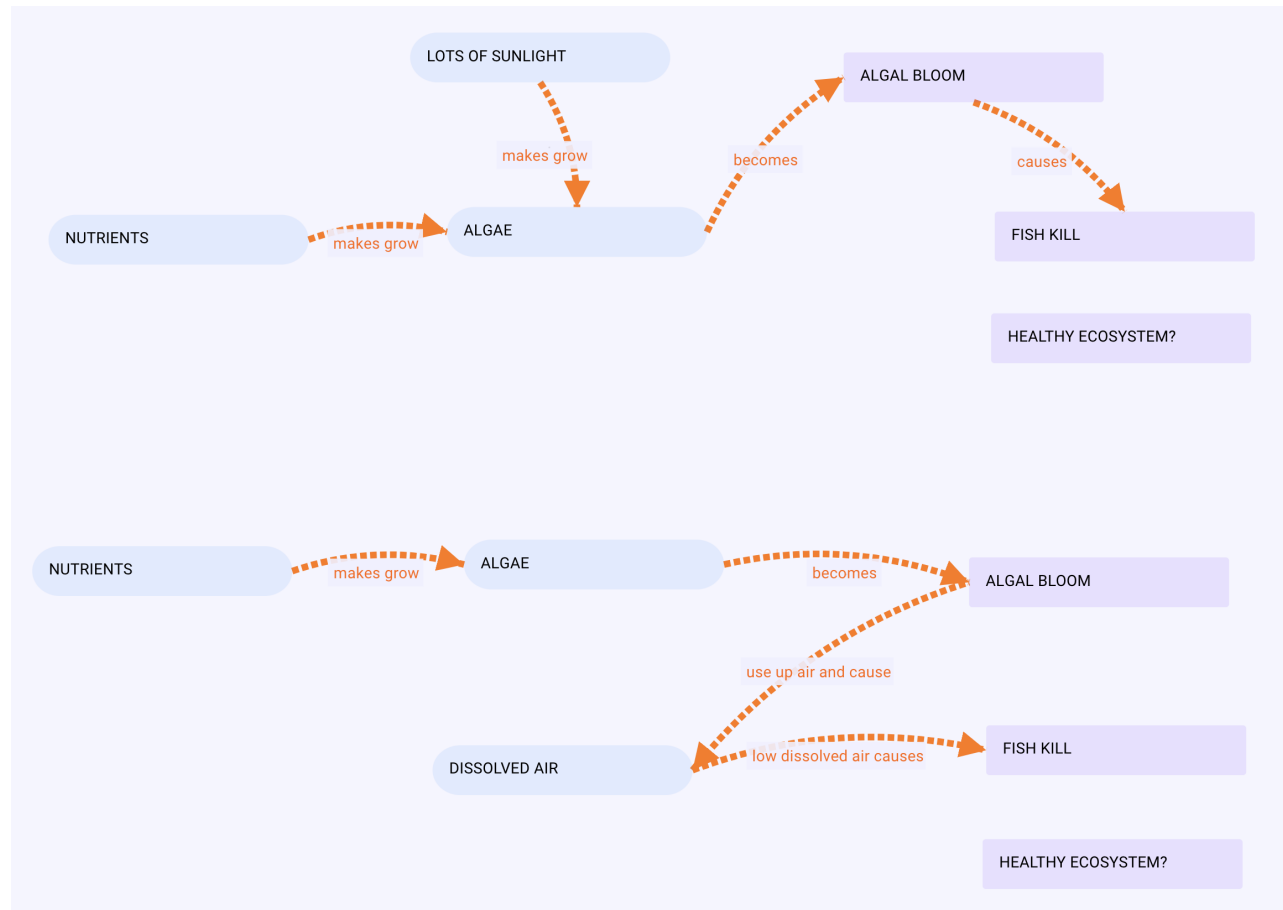 LOTS OF SUNLIGHT
ALGAL BLOOM
makes grow
becomes
causes
NUTRIENTS
makes grow
ALGAE
FISH KILL
HEALTHY ECOSYSTEM?
NUTRIENTS
makes grow
ALGAE
becomes
ALGAL BLOOM
use up air and cause
DISSOLVED AIR
low dissolved air causes
FISH KILL
HEALTHY ECOSYSTEM?